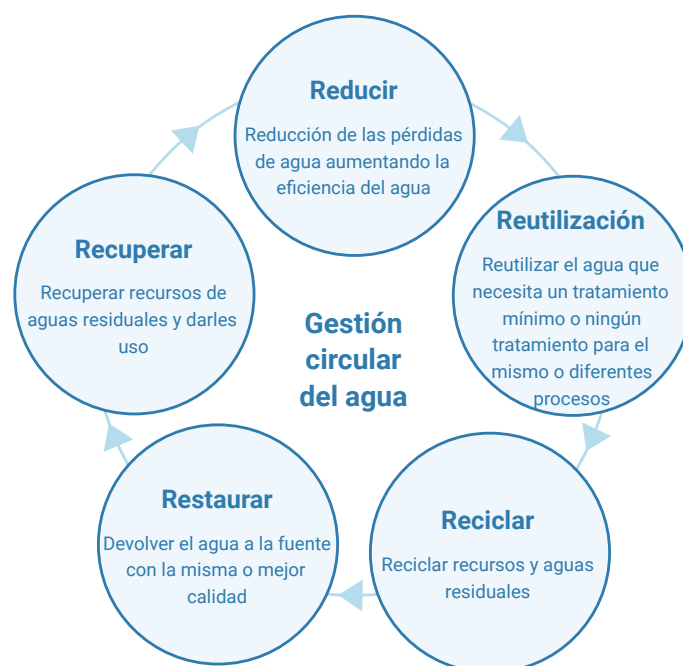 Reducir
Reducción de las pérdidas
de agua aumentando la
eficiencia del agua
Reutilización
Reutilizar el agua que
necesita un tratamiento
mínimo o ningún
tratamiento para el
mismo o diferentes
procesos
Reciclar
Reciclar recursos y aguas
residuales
Restaurar
Devolver el agua a la fuente
con la misma o mejor
calidad
Recuperar
Recuperar recursos de
aguas residuales y darles
uso
Gestión
circular
del agua